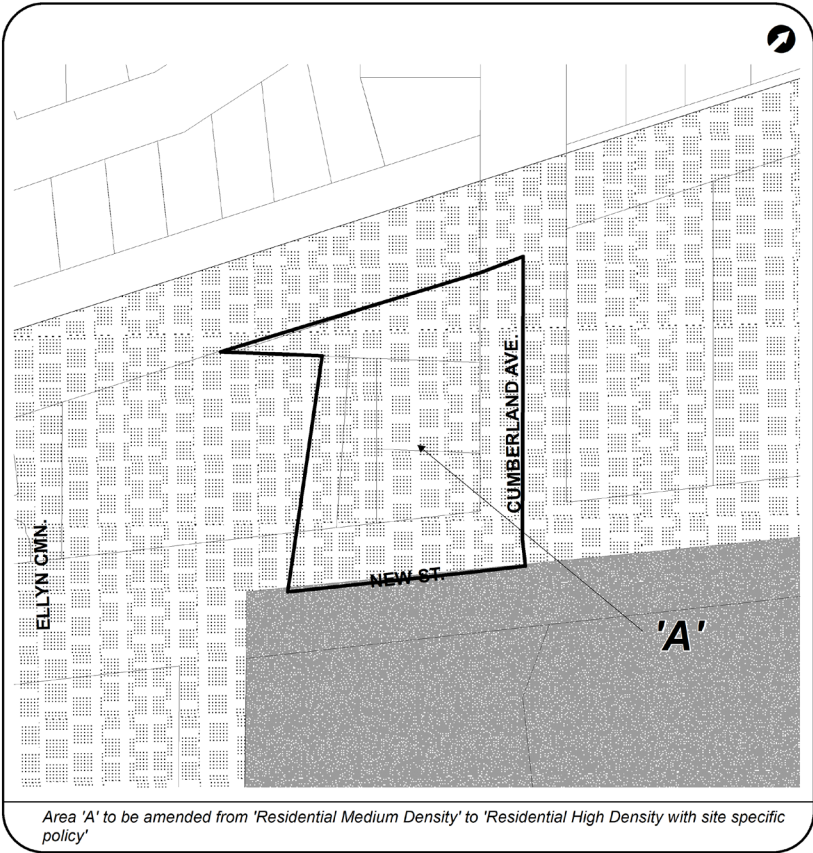 CUMBERLAND AVE.
ELLYN CMN.
NEW ST.
'A'
Area 'A' to be amended from 'Residential Medium Density' to 'Residential High Density with site specific
policy'